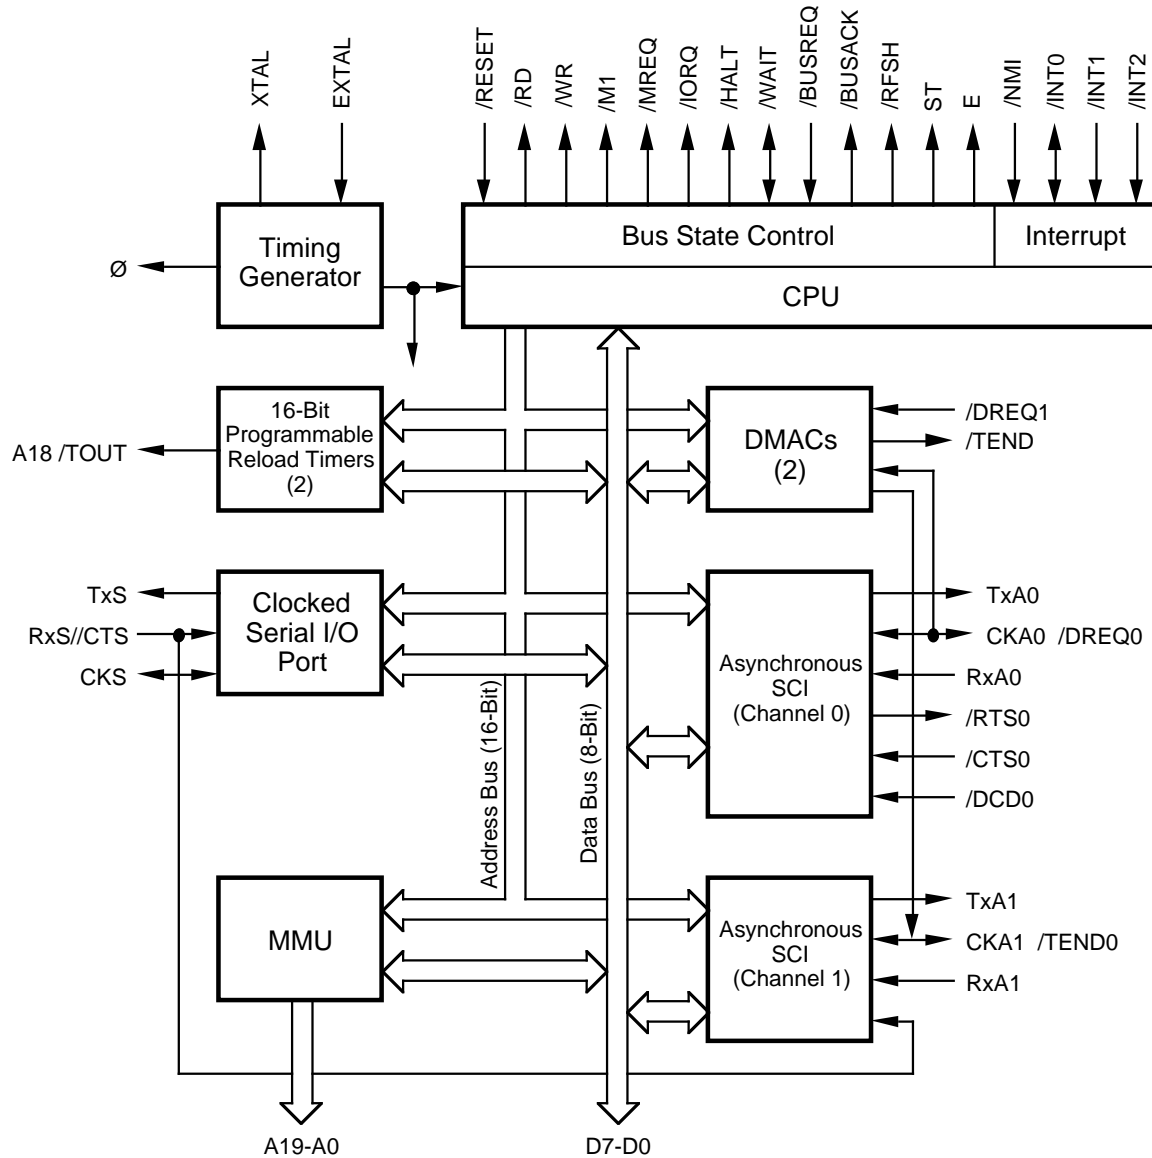 XTAL
EXTAL
/RESET
/RD
/WR
/M1
/MREQ
/IORQ
/HALT
/WAIT
/BUSREQ
/BUSACK
/RFSH
ST
E
/NMI
/INT0
/INT1
/INT2
Timing
Generator
Ø
Bus State Control
Interrupt
CPU
16-Bit
Programmable
Reload Timers
(2)
A18 /TOUT
DMACs
(2)
/DREQ1
/TEND
TxS
RxS//CTS
CKS
Clocked
Serial I/O
Port
Address Bus (16-Bit)
Data Bus (8-Bit)
Asynchronous
SCI
(Channel 0)
TxA0
CKA0 /DREQ0
RxA0
/RTS0
/CTS0
/DCD0
MMU
Asynchronous
SCI
(Channel 1)
TxA1
CKA1 /TEND0
RxA1
A19-A0
D7-D0